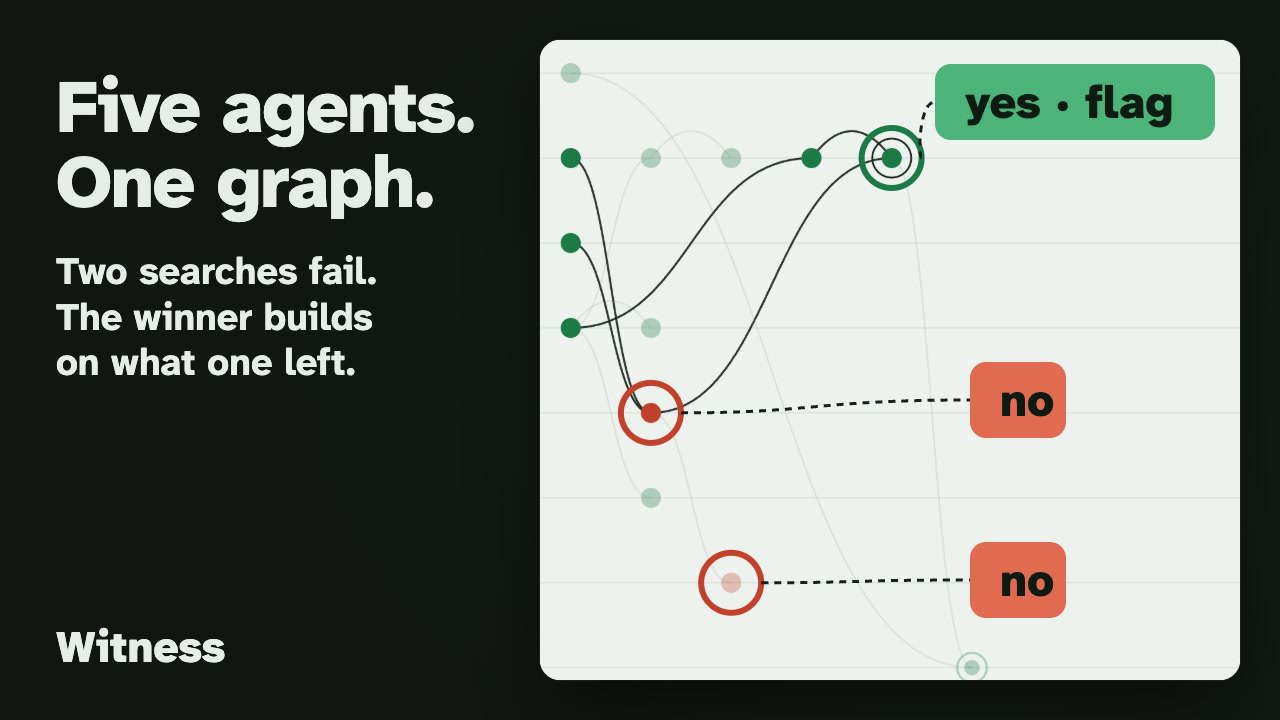 Five agents.
One graph.
Two searches fail.
The winner builds
on what one left.
Witness
yes • flag
no
no